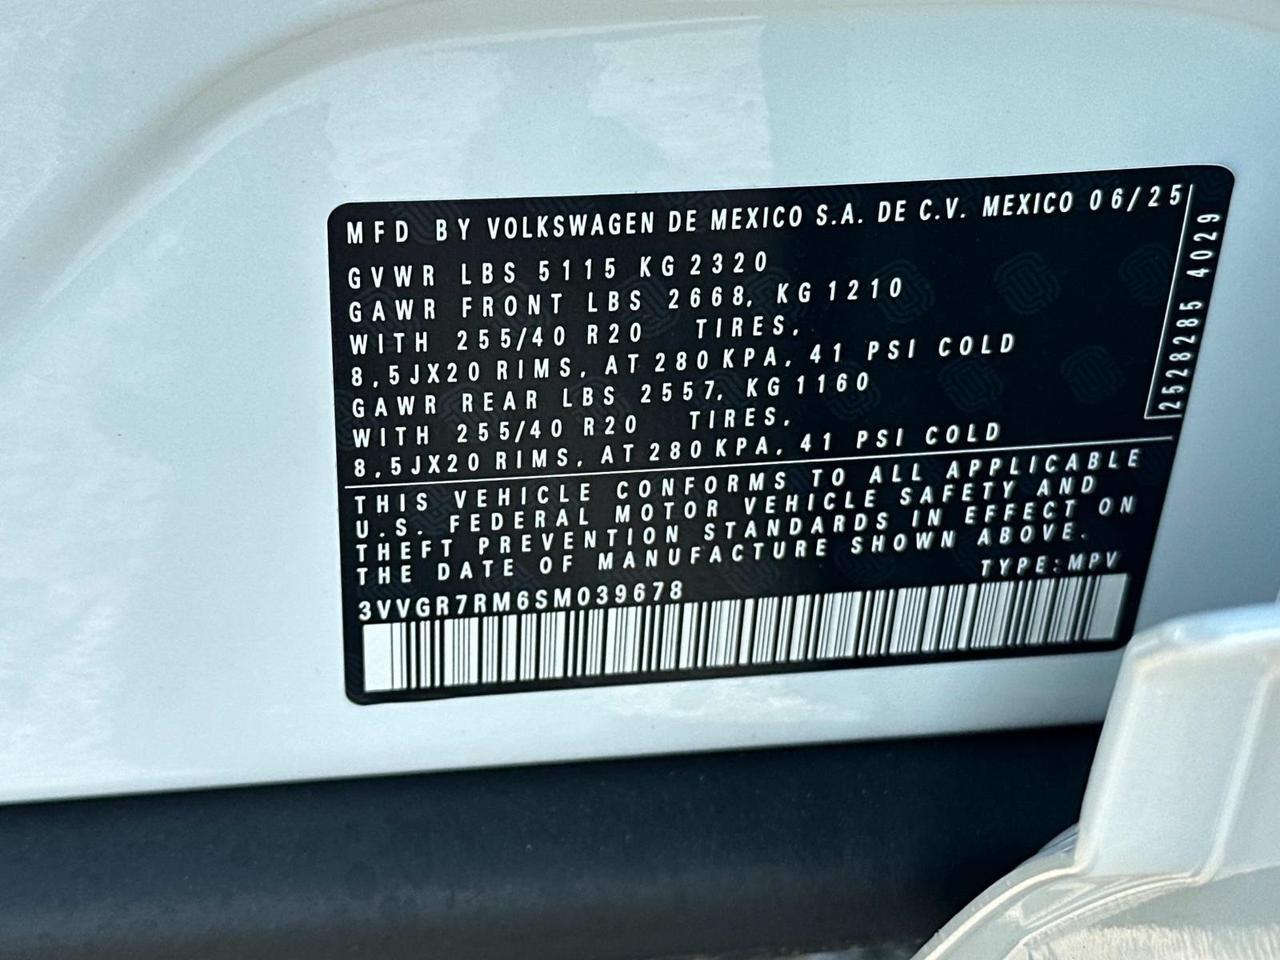 MFD BY VOLKSWAGEN DE MEXICO S.A. DE C.V. MEXICO 06/25
GVWR LBS 5115 KG 2320
GAWR FRONT LBS 2668, KG 1210
WITH 255/40 R20 TIRES,
8,5JX20 RIMS, AT 280 KPA, 41 PSI COLD
GAWR REAR LBS 2557, KG 1160
WITH 255/40 R20 TIRES,
8,5JX20 RIMS, AT 280 KPA, 41 PSI COLD
THIS VEHICLE CONFORMS TO ALL APPLICABLE
U.S. FEDERAL MOTOR VEHICLE SAFETY AND
THEFT PREVENTION STANDARDS IN EFFECT ON
THE DATE OF MANUFACTURE SHOWN ABOVE.
TYPE:MPV
3VVGR7RM6SM039678
2528285 4029